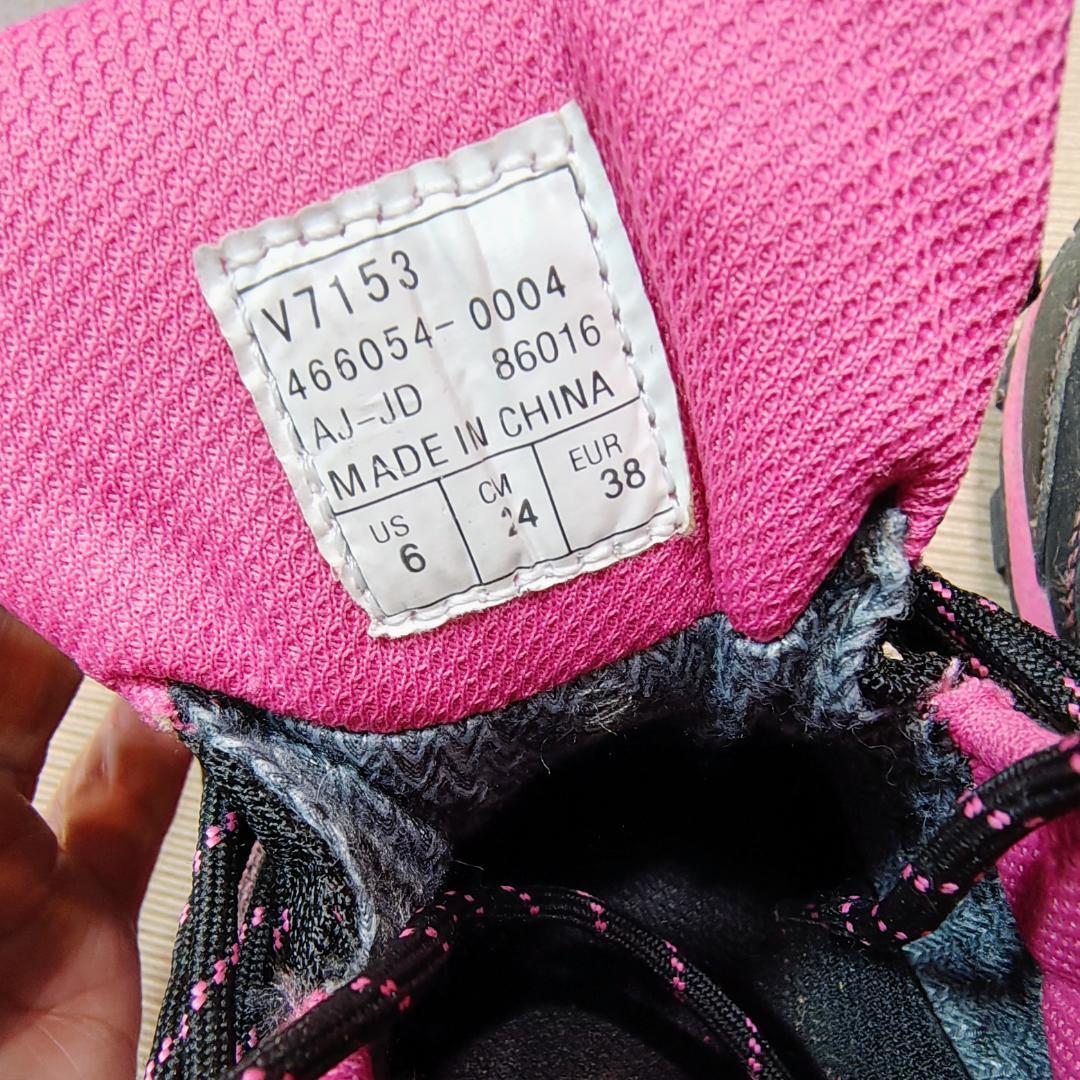 V7153
466054-0004
AJ-JD 86016
MADE IN CHINA
US CM EUR
6 24 38